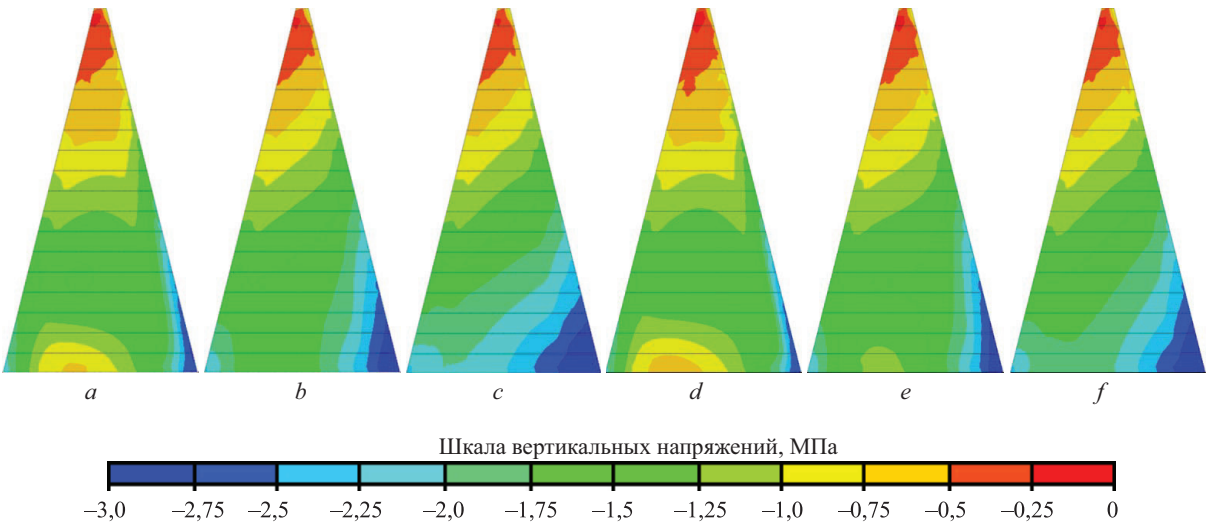 a b c d e f
Шкала вертикальных напряжений, МПа
–3,0 –2,75 –2,5 –2,25 –2,0 –1,75 –1,5 –1,25 –1,0 –0,75 –0,5 –0,25 0